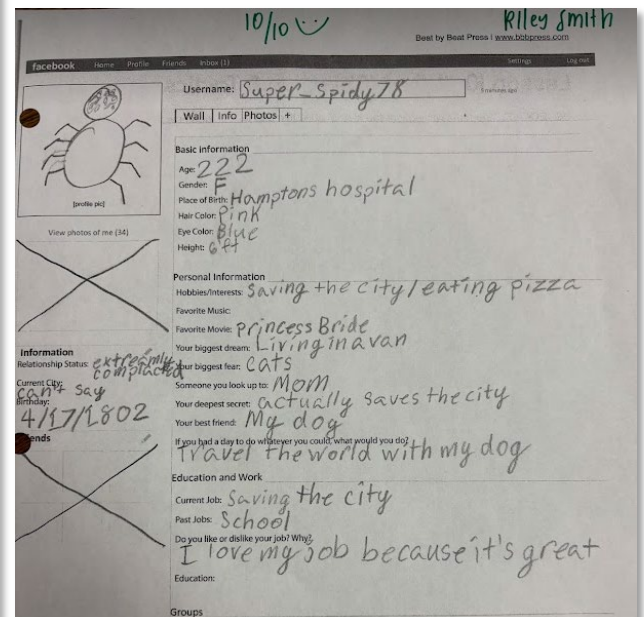 10/10
Riley Smith
Beat by Beat Press | www.bbbpress.com
facebook Home Profile Friends Inbox (1) Settings Log out
Username: Super_Spidy78
5 minutes ago
Wall Info Photos +
[profile pic]
View photos of me (34)
Basic Information
Age: 222
Gender: F
Place of Birth: Hamptons hospital
Hair Color: Pink
Eye Color: Blue
Height: 6'ft
Personal Information
Hobbies/Interests: Saving the city/eating pizza
Favorite Music:
Favorite Movie: Princess Bride
Your biggest dream: Living in a van
Your biggest fear: Cats
Someone you look up to: Mom
Your deepest secret: actually saves the city
Your best friend: My dog
If you had a day to do whatever you could, what would you do?
Travel the world with my dog
Information
Relationship Status: extreamly
complacted
Current City:
can't say
Birthday:
4/17/1802
Friends
Education and Work
Current Job: Saving the city
Past Jobs: School
Do you like or dislike your job? Why?
I love my job because it's great
Education:
Groups